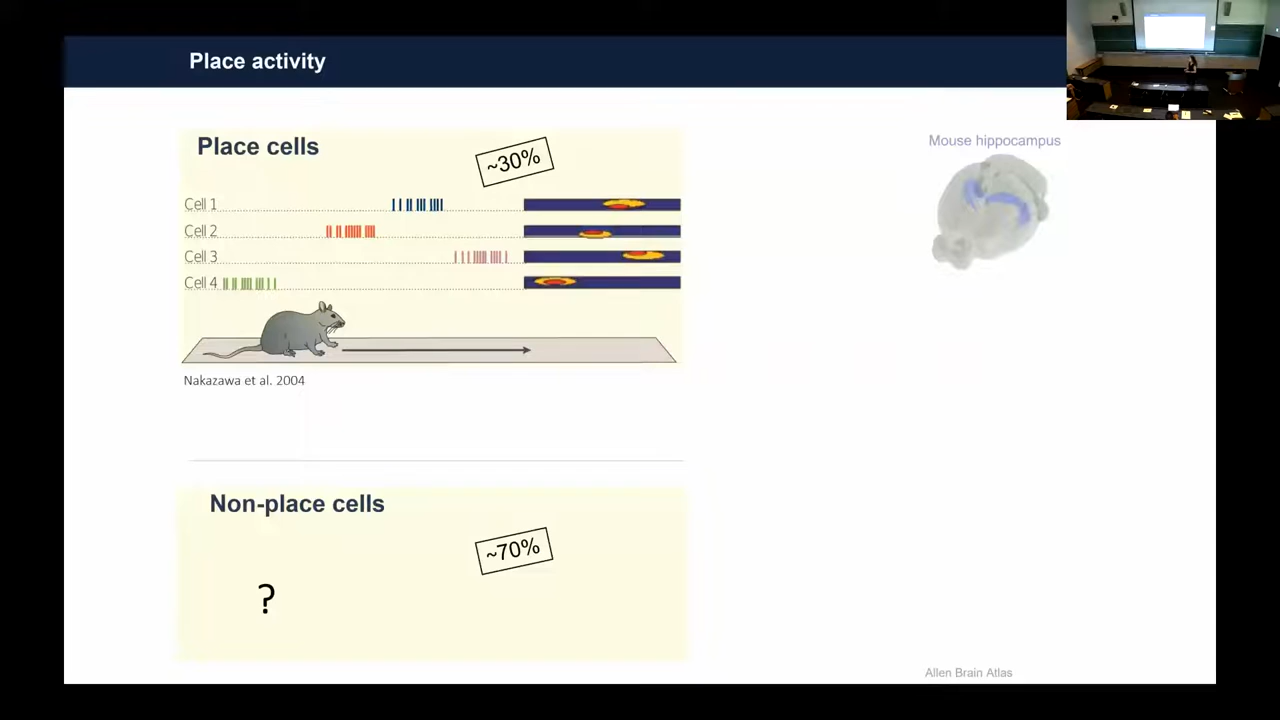 Place activity
Place cells
~30%
Mouse hippocampus
Cell 1
Cell 2
Cell 3
Cell 4
Nakazawa et al. 2004
Non-place cells
~70%
?
Allen Brain Atlas